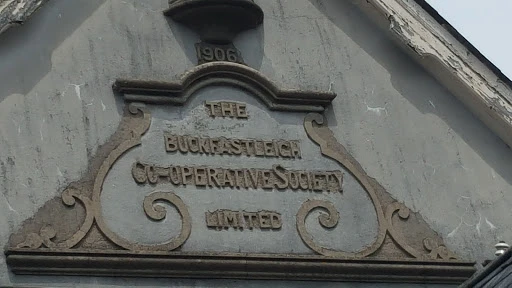 1906
THE
BUCKFASTLEIGH
CO-OPERATIVE SOCIETY
LIMITED